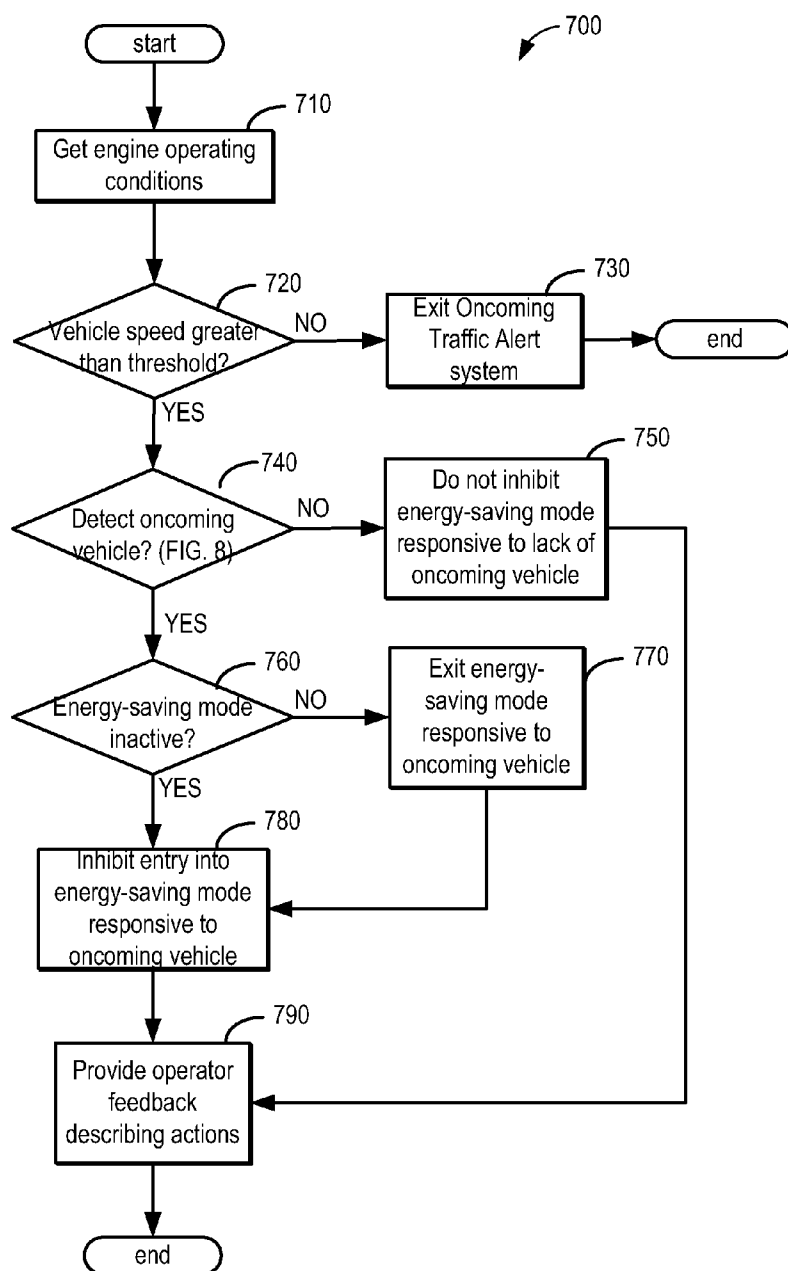 700
start
710
Get engine operating
conditions
720
Vehicle speed greater
than threshold?
NO
730
Exit Oncoming
Traffic Alert
system
end
YES
740
Detect oncoming
vehicle? (FIG. 8)
NO
750
Do not inhibit
energy-saving mode
responsive to lack of
oncoming vehicle
YES
760
Energy-saving mode
inactive?
NO
770
Exit energy-
saving mode
responsive to
oncoming vehicle
YES
780
Inhibit entry into
energy-saving mode
responsive to
oncoming vehicle
790
Provide operator
feedback
describing actions
end